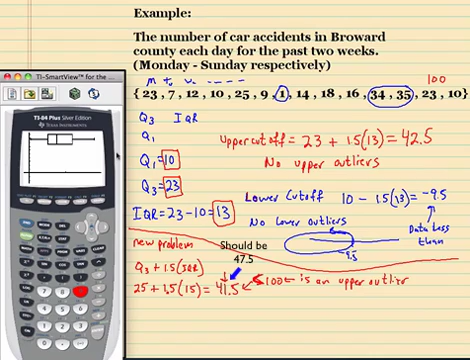 Example:
The number of car accidents in Broward
county each day for the past two weeks.
(Monday - Sunday respectively)
100
{ 23 , 7 , 12 , 10 , 25 , 9 , 1 , 14 , 18 , 16 , 34 , 35 , 23 , 10 }
TI-SmartView™ for the
TI-84 Plus Silver Edition
TEXAS INSTRUMENTS
Q3 IQR
Q1
Upper cutoff = 23 + 1.5(13) = 42.5
No upper outliers
Q1 = 10
Q3 = 23
IQR = 23 - 10 = 13
Lower Cutoff 10 - 1.5(13) = -9.5
No Lower outliers
Data Less
than
-9.5
new problem
Should be
47.5
Q3 + 1.5(IQR)
25 + 1.5(15) = 41.5
100 ← is an upper outlier